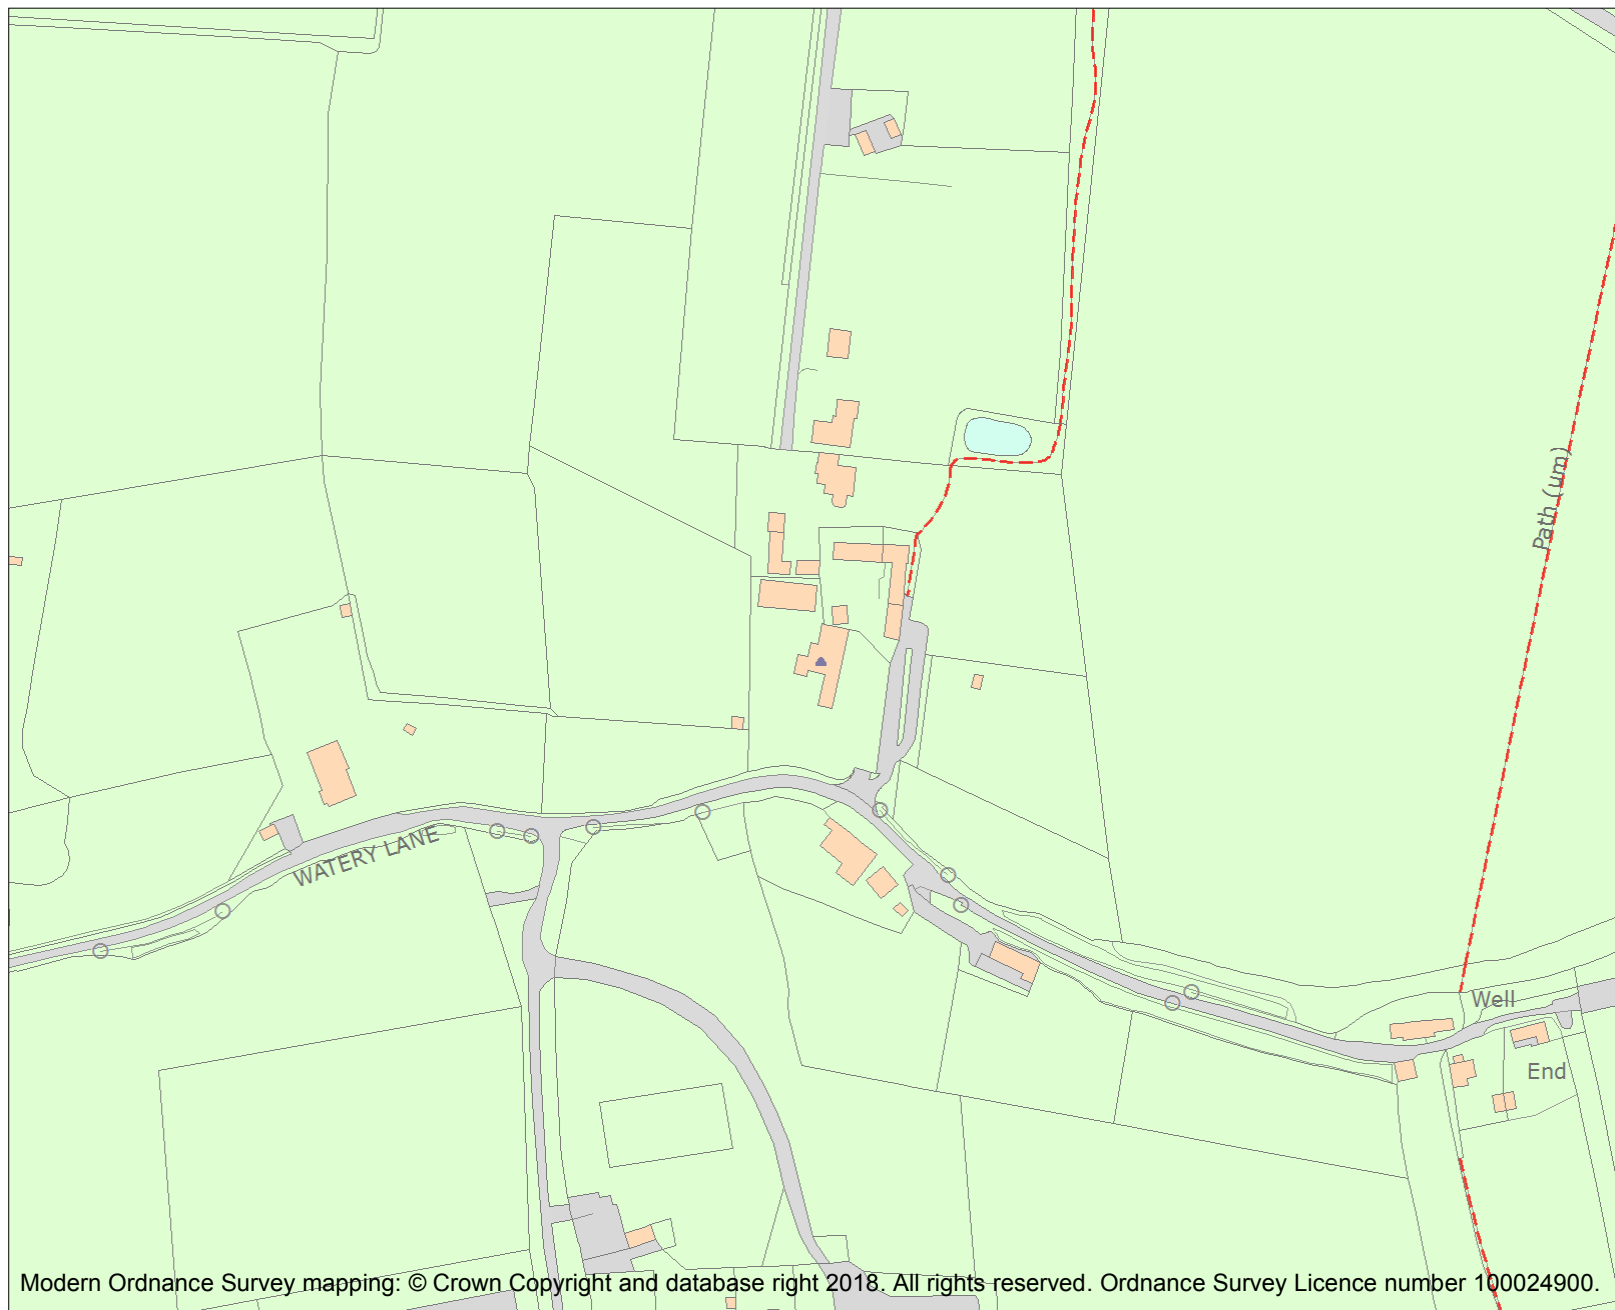 Path (um)
WATERY LANE
Well
End
Modern Ordnance Survey mapping: © Crown Copyright and database right 2018. All rights reserved. Ordnance Survey Licence number 100024900.